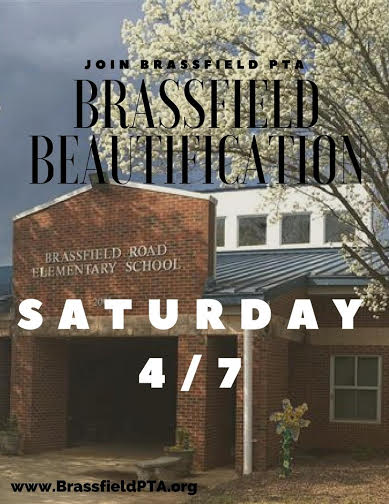 JOIN BRASSFIELD PTA
BRASSFIELD
BEAUTIFICATION
BRASSFIELD ROAD
ELEMENTARY SCHOOL
SATURDAY
4/7
www.BrassfieldPTA.org